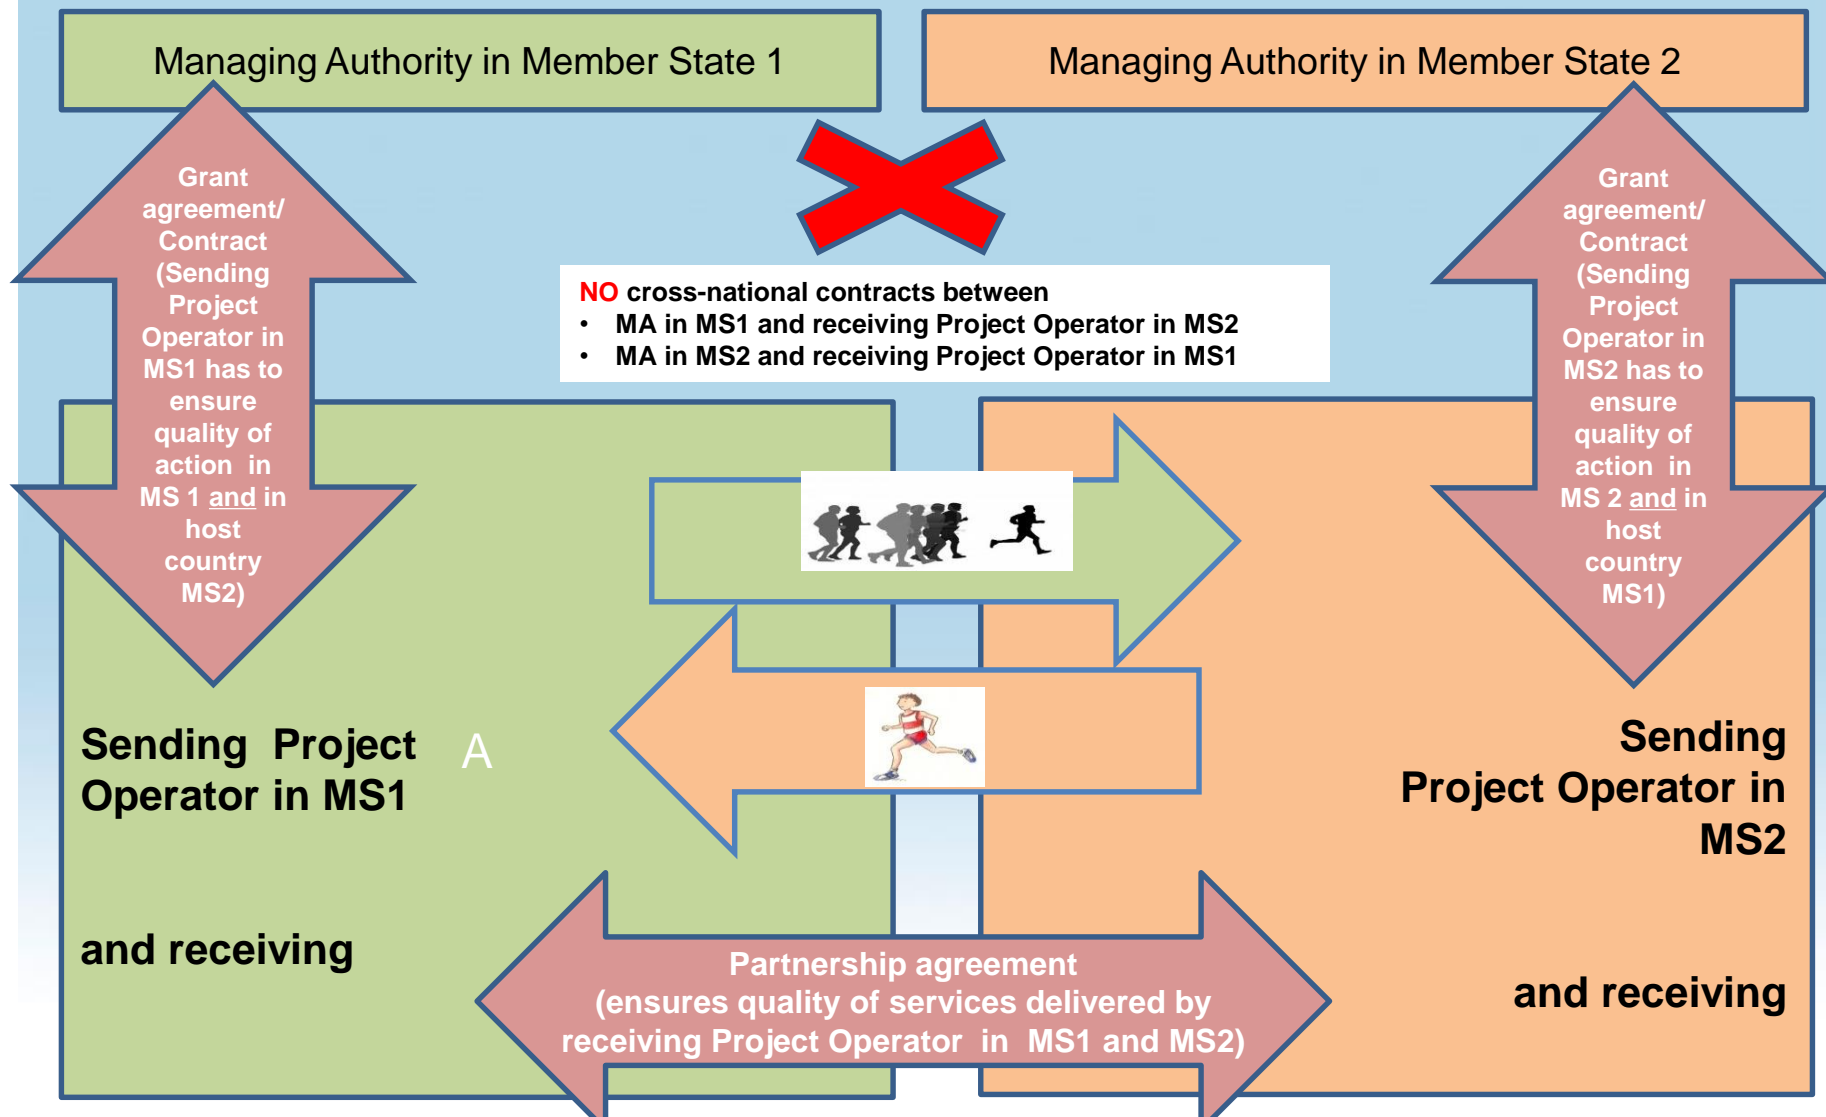 Managing Authority in Member State 1
Managing Authority in Member State 2
Grant
agreement/
Contract
(Sending
Project
Operator in
MS1 has to
ensure
quality of
action in
MS 1 and in
host
country
MS2)
NO cross-national contracts between
• MA in MS1 and receiving Project Operator in MS2
• MA in MS2 and receiving Project Operator in MS1
Grant
agreement/
Contract
(Sending
Project
Operator in
MS2 has to
ensure
quality of
action in
MS 2 and in
host
country
MS1)
Sending Project
Operator in MS1
A
and receiving
Sending
Project Operator in
MS2
and receiving
Partnership agreement
(ensures quality of services delivered by
receiving Project Operator in MS1 and MS2)